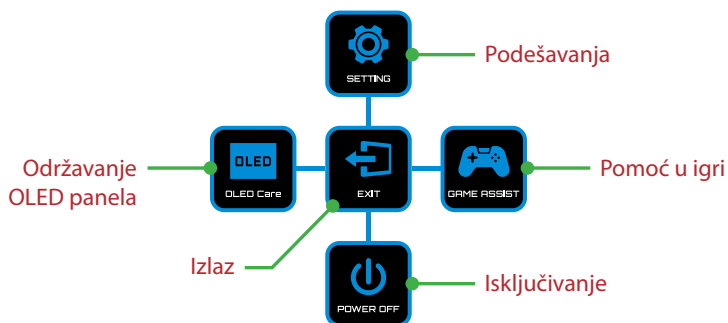 SETTING
Podešavanja
OLED
OLED Care
Održavanje
OLED panela
EXIT
Izlaz
GAME ASSIST
Pomoć u igri
POWER OFF
Isključivanje